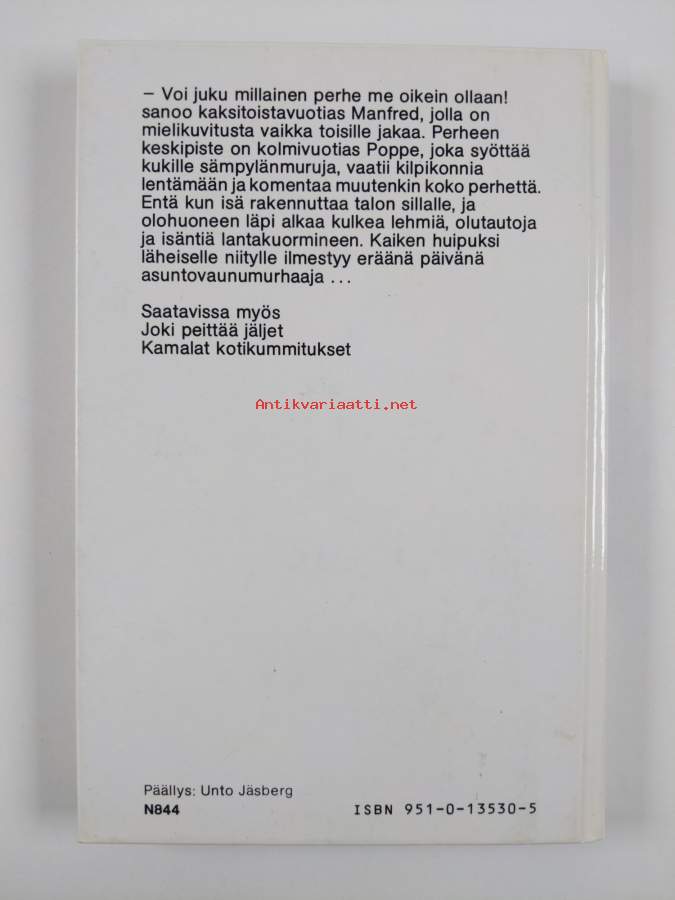 – Voi juku millainen perhe me oikein ollaan!
sanoo kaksitoistavuotias Manfred, jolla on
mielikuvitusta vaikka toisille jakaa. Perheen
keskipiste on kolmivuotias Poppe, joka syöttää
kukille sämpylänmuruja, vaatii kilpikonnia
lentämään ja komentaa muutenkin koko perhettä.
Entä kun isä rakennuttaa talon sillalle, ja
olohuoneen läpi alkaa kulkea lehmiä, olutautoja
ja isäntiä lantakuormineen. Kaiken huipuksi
läheiselle niitylle ilmestyy eräänä päivänä
asuntovaunumurhaaja ...
Saatavissa myös
Joki peittää jäljet
Kamalat kotikummitukset
Antikvariaatti.net
Päällys: Unto Jäsberg
N844
ISBN 951-0-13530-5